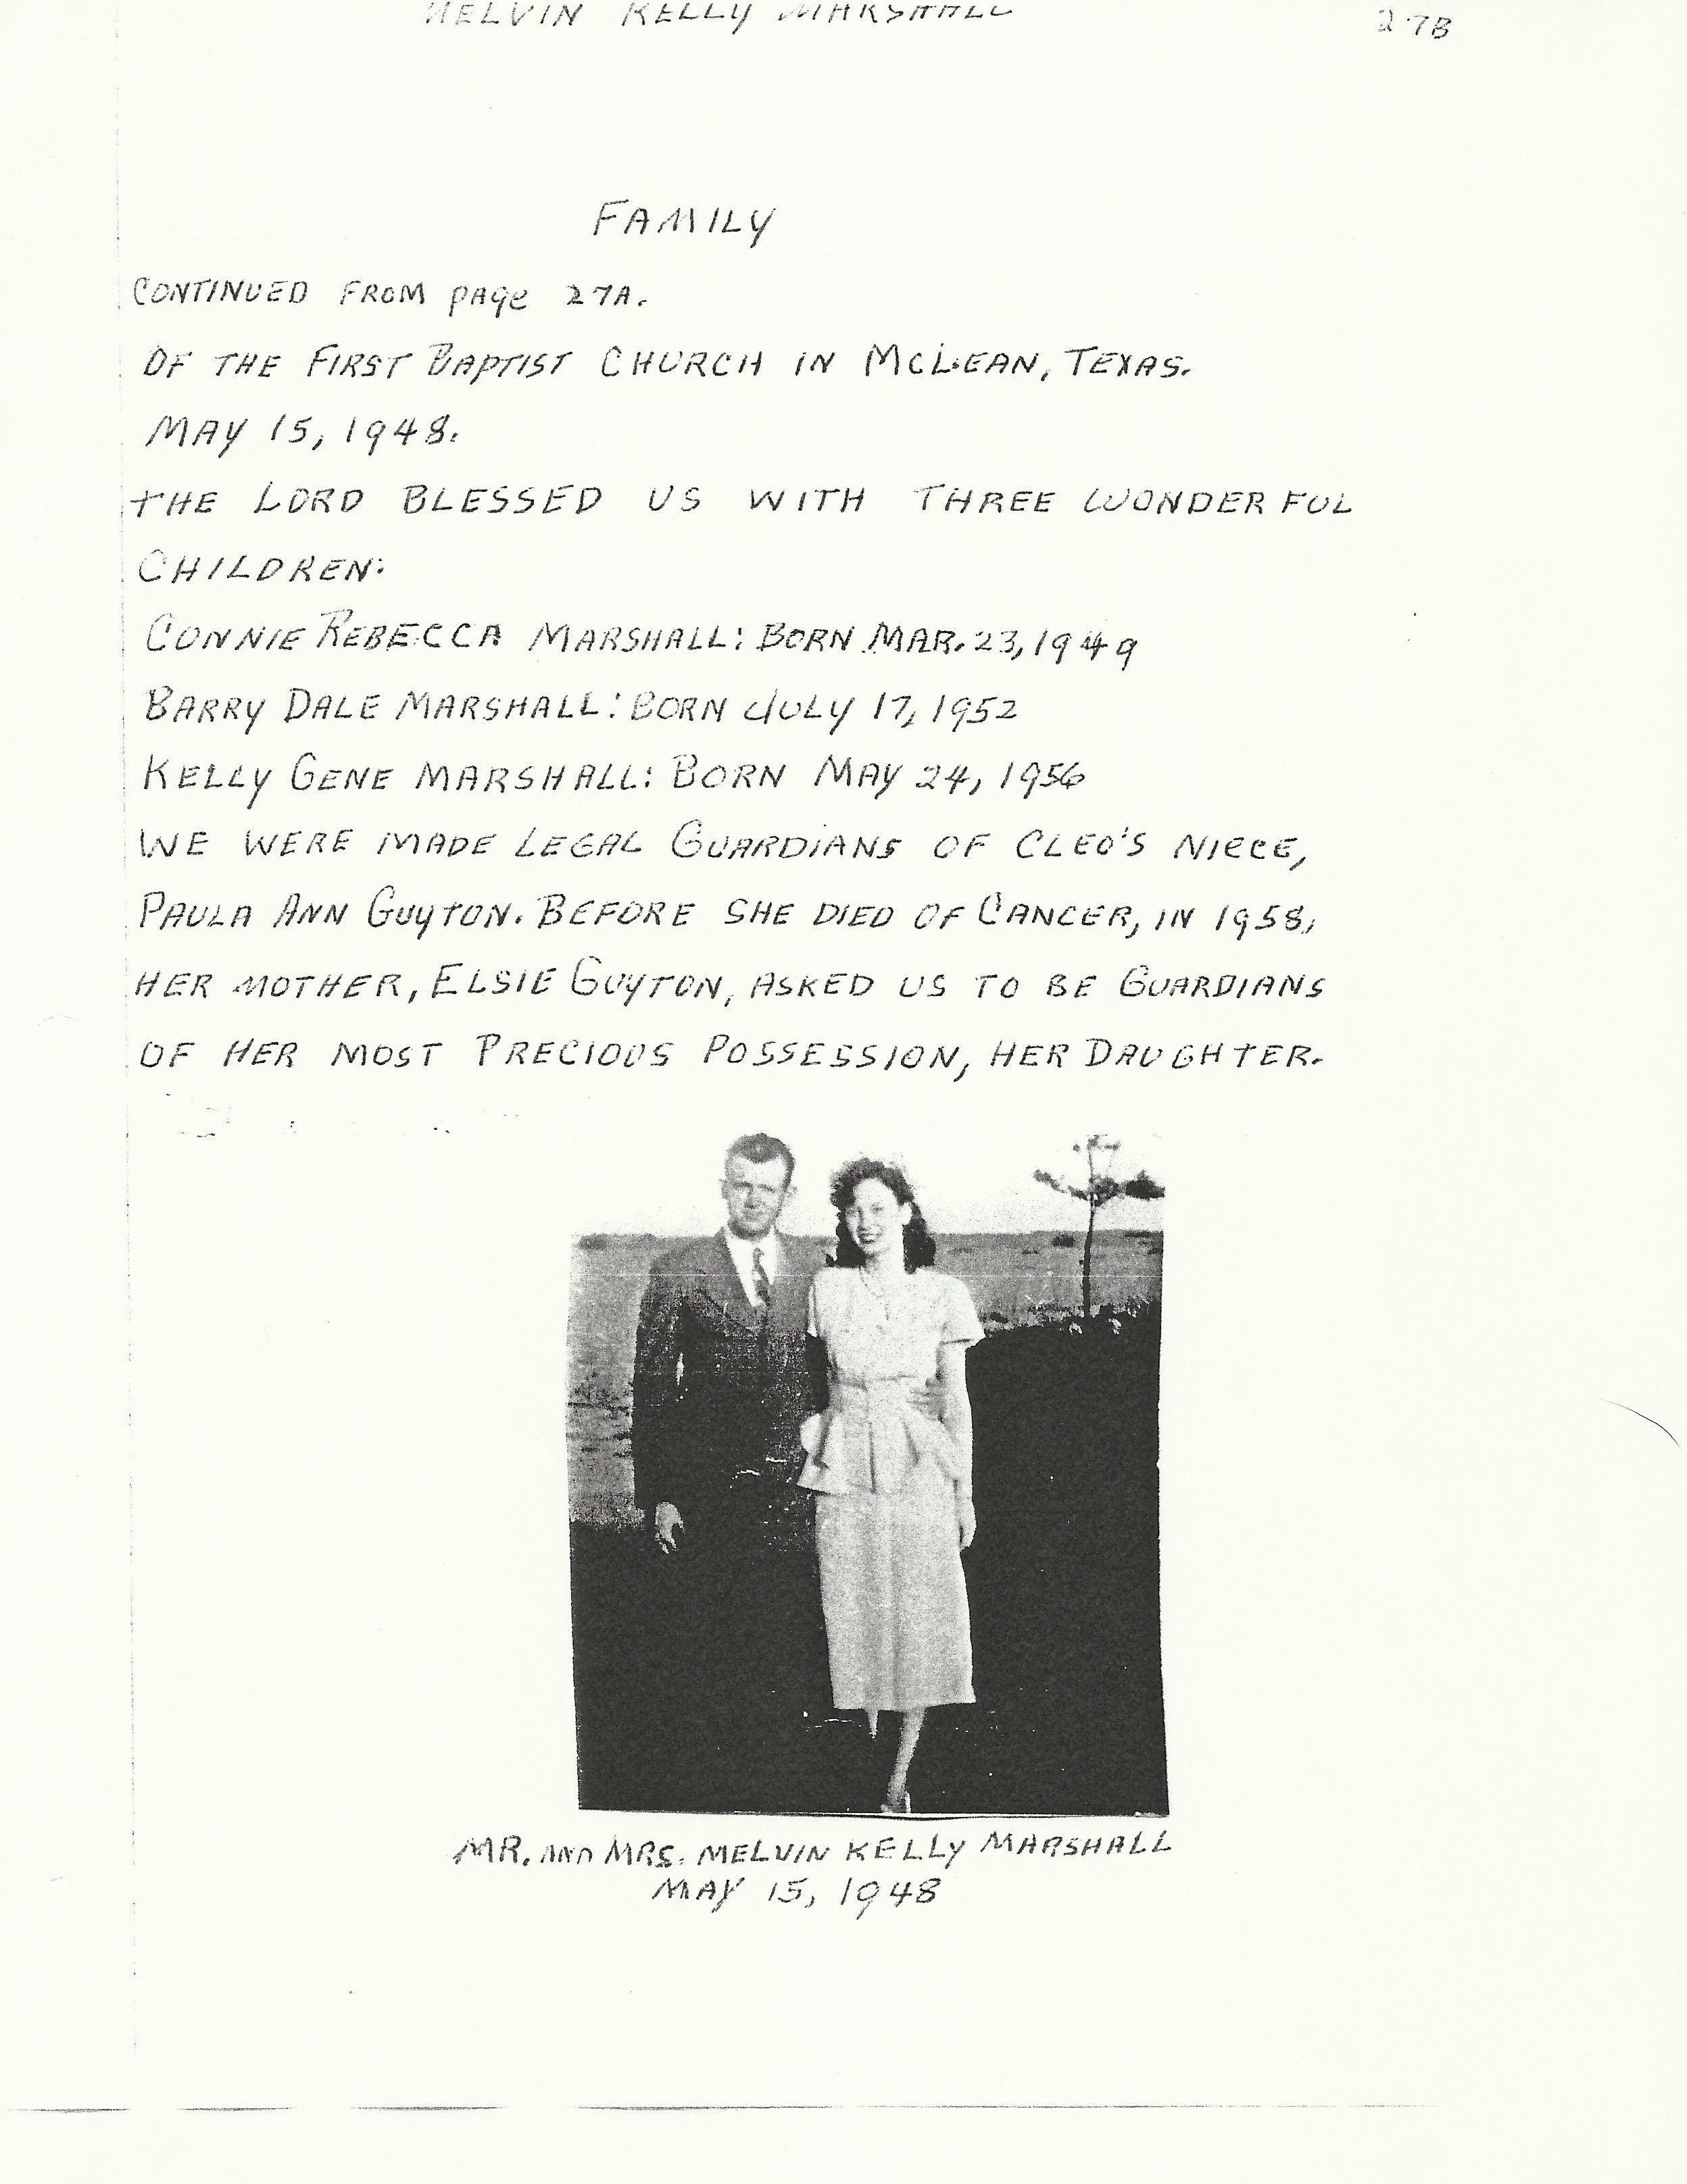 MELVIN KELLY MARSHALL 27B
FAMILY
CONTINUED FROM PAge 27A.
OF THE FIRST BAPTIST CHURCH IN McLEAN, TEXAS.
MAY 15, 1948.
THE LORD BLESSED US WITH THREE WONDERFUL
CHILDREN:
CONNIE REBECCA MARSHALL: BORN MAR. 23, 1949
BARRY DALE MARSHALL: BORN JULY 17, 1952
KELLY GENE MARSHALL: BORN MAY 24, 1956
WE WERE MADE LEGAL GUARDIANS OF CLEO'S NIECE,
PAULA ANN GUYTON. BEFORE SHE DIED OF CANCER, IN 1958,
HER MOTHER, ELSIE GUYTON, ASKED US TO BE GUARDIANS
OF HER MOST PRECIOUS POSSESSION, HER DAUGHTER.
MR. AND MRS. MELVIN KELLY MARSHALL
MAY 15, 1948